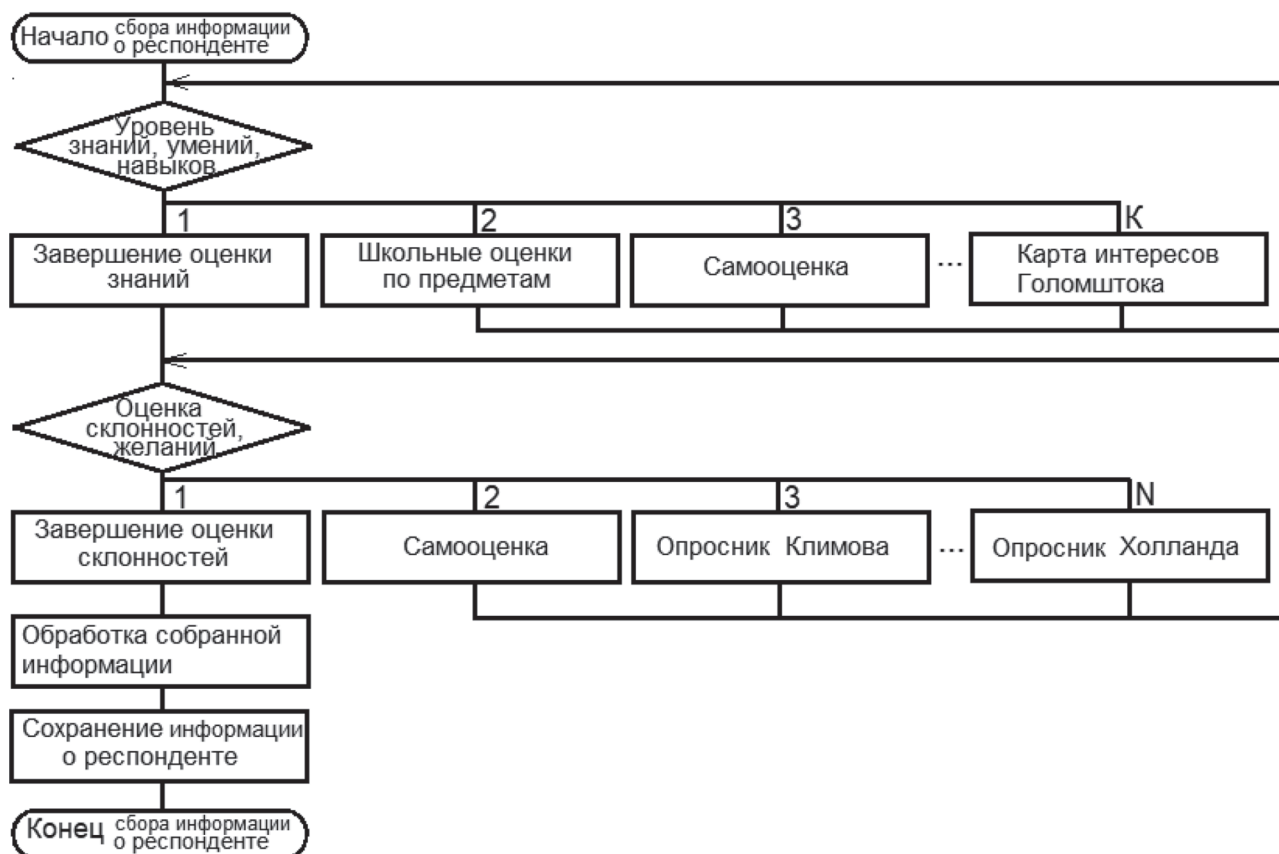 Начало сбора информации
о респонденте
Уровень
знаний, умений,
навыков
1
2
3
К
Завершение оценки
знаний
Школьные оценки
по предметам
Самооценка
...
Карта интересов
Голомштока
Оценка
склонностей,
желаний
1
2
3
N
Завершение оценки
склонностей
Самооценка
Опросник Климова
...
Опросник Холланда
Обработка собранной
информации
Сохранение информации
о респонденте
Конец сбора информации
о респонденте